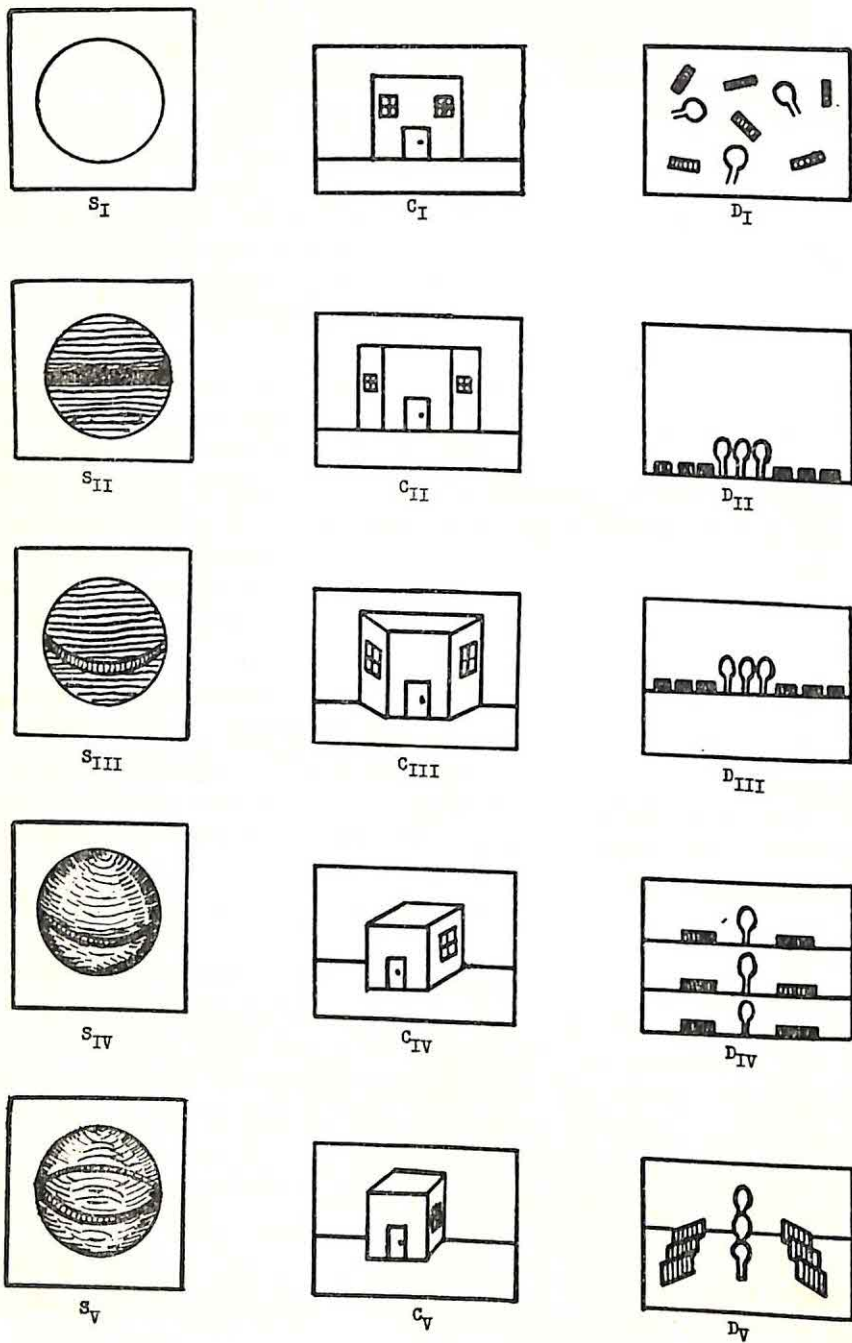 S_I C_I D_I
S_II C_II D_II
S_III C_III D_III
S_IV C_IV D_IV
S_V C_V D_V